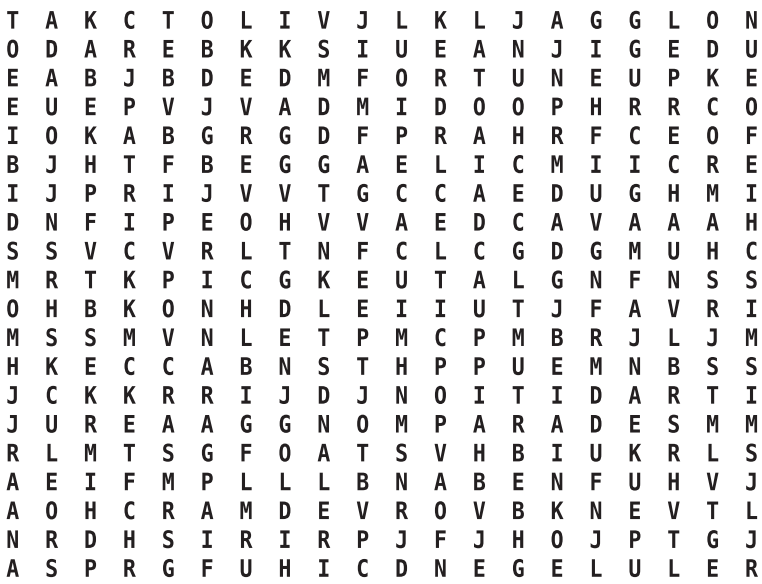 T A K C T O L I V J L K L J A G G L O N
O D A R E B K K S I U E A N J I G E D U
E A B J B D E D M F O R T U N E U P K E
E U E P V J V A D M I D O O P H R R C O
I O K A B G R G D F P R A H R F C E O F
B J H T F B E G G A E L I C M I I C R E
I J P R I J V V T G C C A E D U G H M I
D N F I P E O H V V A E D C A V A A A H
S S V C V R L T N F C L C G D G M U H C
M R T K P I C G K E U T A L G N F N S S
O H B K O N H D L E I I U T J F A V R I
M S S M V N L E T P M C P M B R J L J M
H K E C C A B N S T H P P U E M N B S S
J C K K R R I J D J N O I T I D A R T I
J U R E A A G G N O M P A R A D E S M M
R L M T S G F O A T S V H B I U K R L S
A E I F M P L L L B N A B E N F U H V J
A O H C R A M D E V R O V B K N E V T L
N R D H S I R I R P J F J H O J P T G J
A S P R G F U H I C D N E G E L U L E R